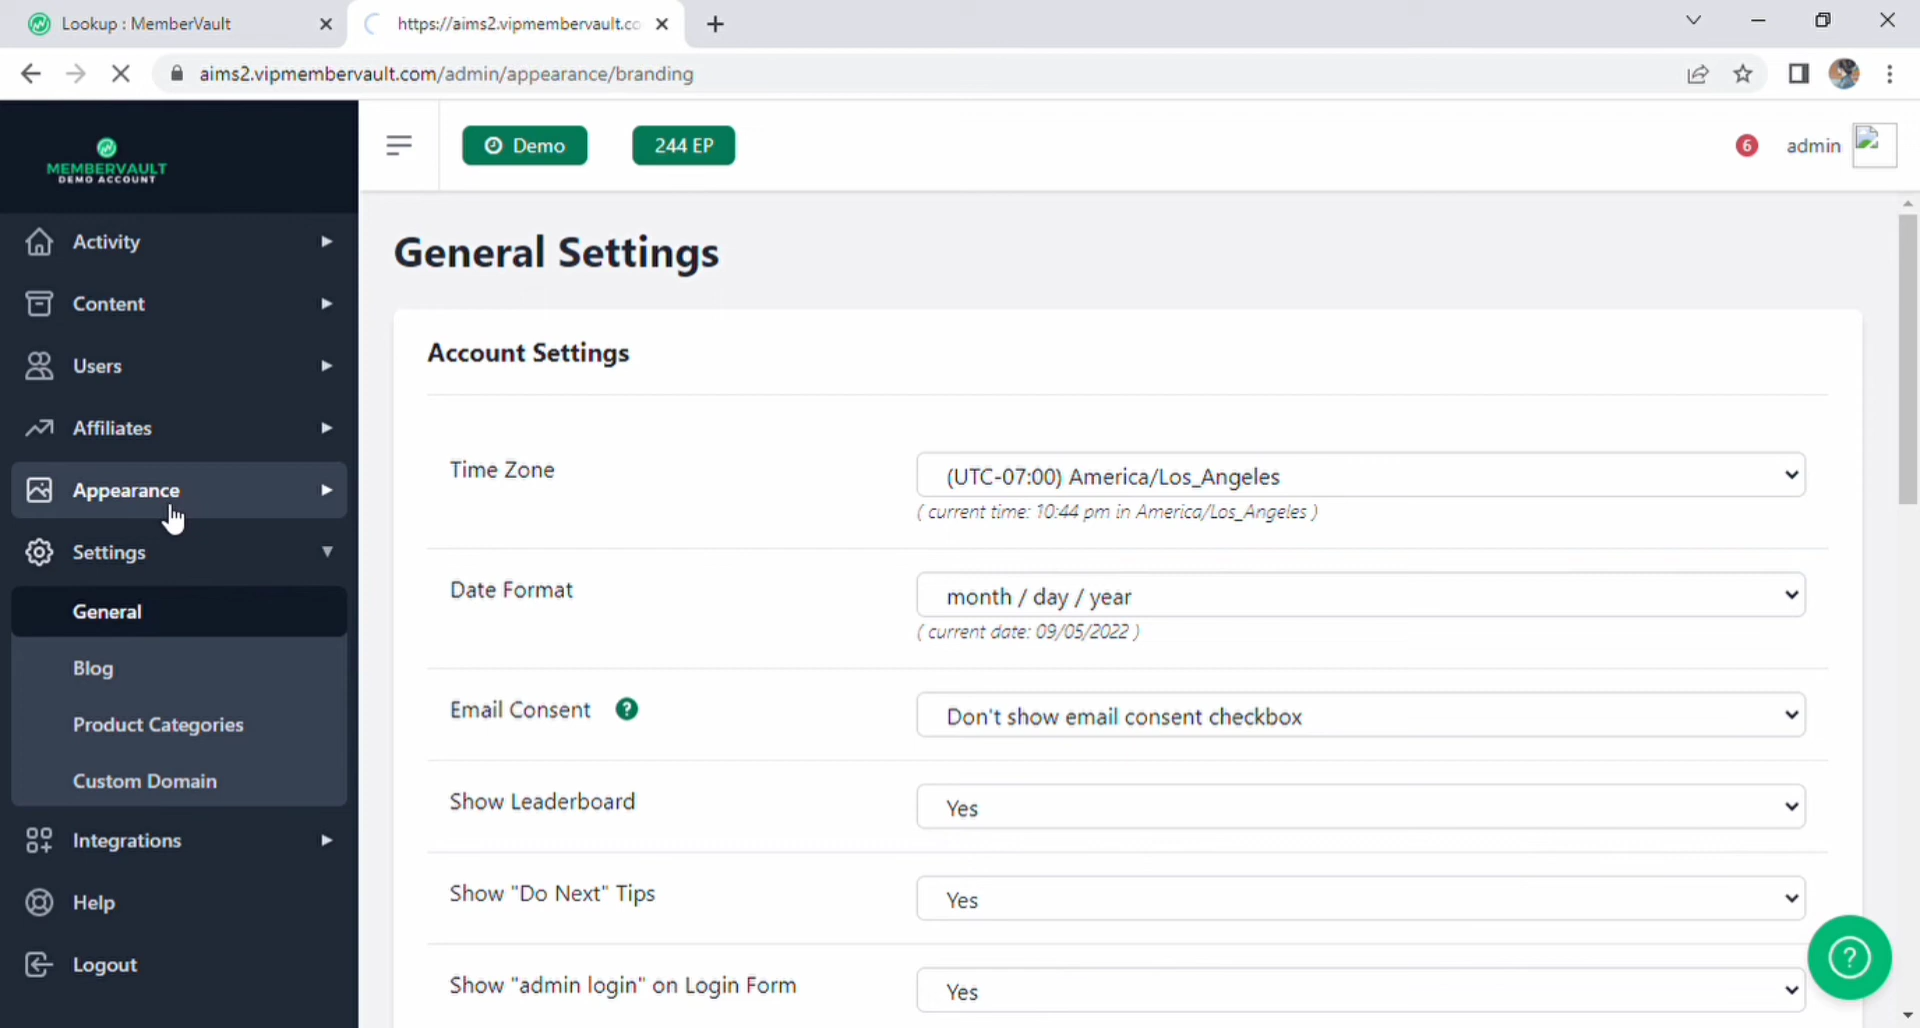 Lookup : MemberVault
https://aims2.vipmembervault.co
aims2.vipmembervault.com/admin/appearance/branding
MEMBERVAULT
DEMO ACCOUNT
Demo
244 EP
6
admin
Activity
Content
Users
Affiliates
Appearance
Settings
General
Blog
Product Categories
Custom Domain
Integrations
Help
Logout
General Settings
Account Settings
Time Zone
(UTC-07:00) America/Los_Angeles
( current time: 10:44 pm in America/Los_Angeles )
Date Format
month / day / year
( current date: 09/05/2022 )
Email Consent ?
Don't show email consent checkbox
Show Leaderboard
Yes
Show "Do Next" Tips
Yes
Show "admin login" on Login Form
Yes
?